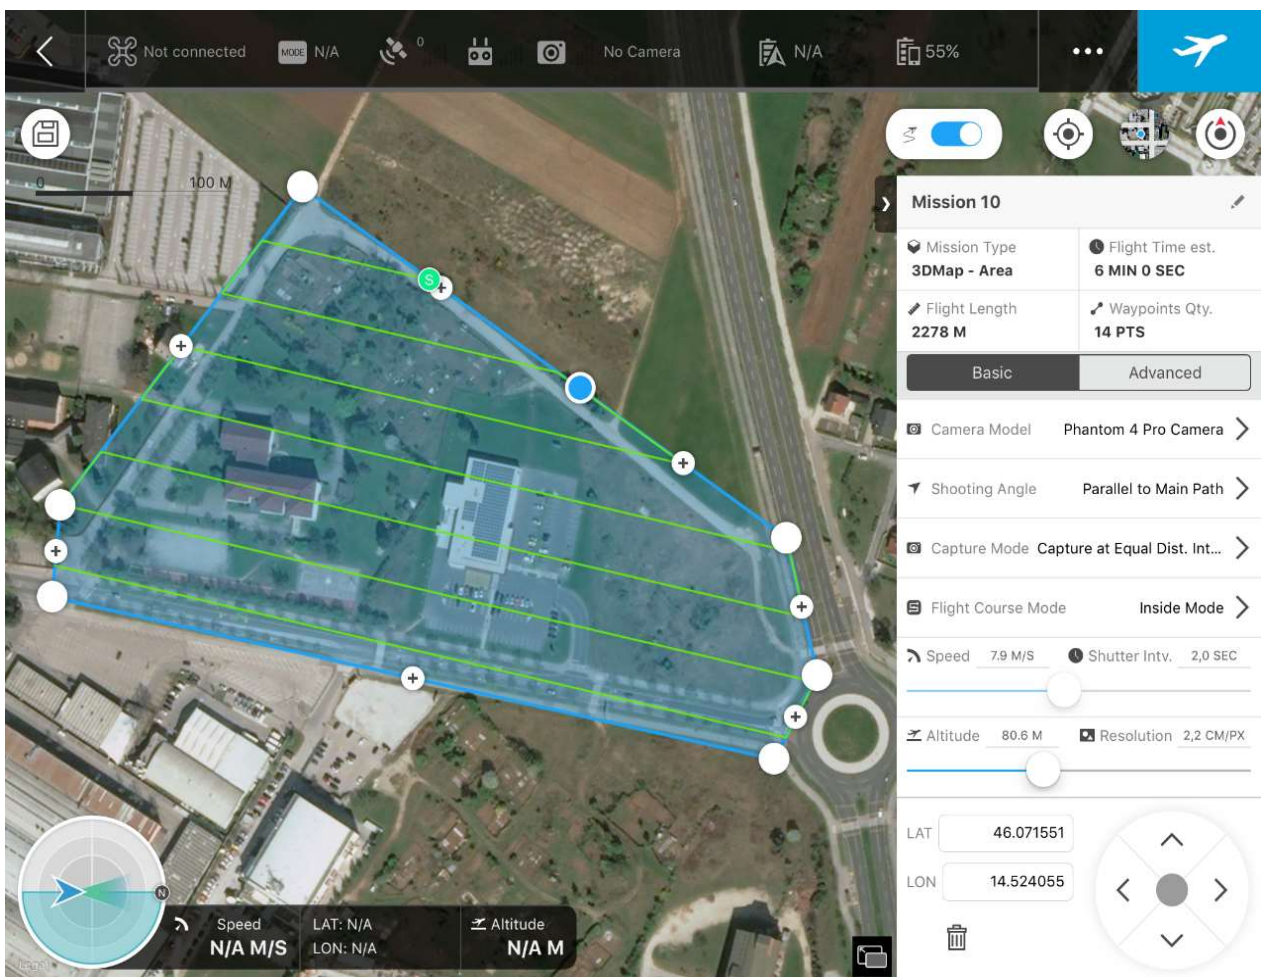 Not connected MODE N/A 0 No Camera N/A 55%
0 100 M
S
Mission 10
Mission Type Flight Time est.
3DMap - Area 6 MIN 0 SEC
Flight Length Waypoints Qty.
2278 M 14 PTS
Basic Advanced
Camera Model Phantom 4 Pro Camera
Shooting Angle Parallel to Main Path
Capture Mode Capture at Equal Dist. Int...
Flight Course Mode Inside Mode
Speed 7.9 M/S Shutter Intv. 2,0 SEC
Altitude 80.6 M Resolution 2,2 CM/PX
LAT 46.071551
LON 14.524055
N
Speed LAT: N/A Altitude
N/A M/S LON: N/A N/A M
Legal